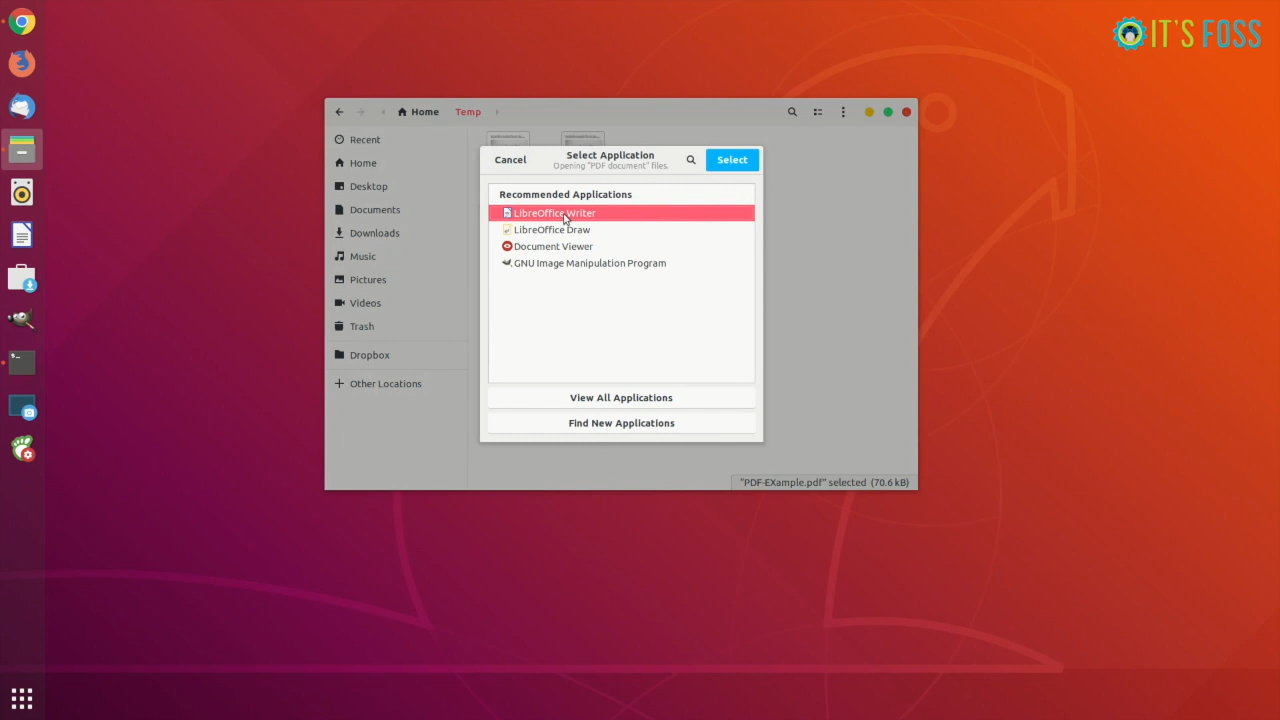 IT'S FOSS
Home
Temp
Recent
Home
Desktop
Documents
Downloads
Music
Pictures
Videos
Trash
Dropbox
Other Locations
Cancel
Select Application
Opening "PDF document" files.
Select
Recommended Applications
LibreOffice Writer
LibreOffice Draw
Document Viewer
GNU Image Manipulation Program
View All Applications
Find New Applications
"PDF-EXample.pdf" selected (70.6 kB)